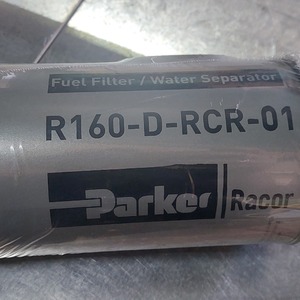 Fuel Filter / Water Separator
R160-D-RCR-01
Parker Racor